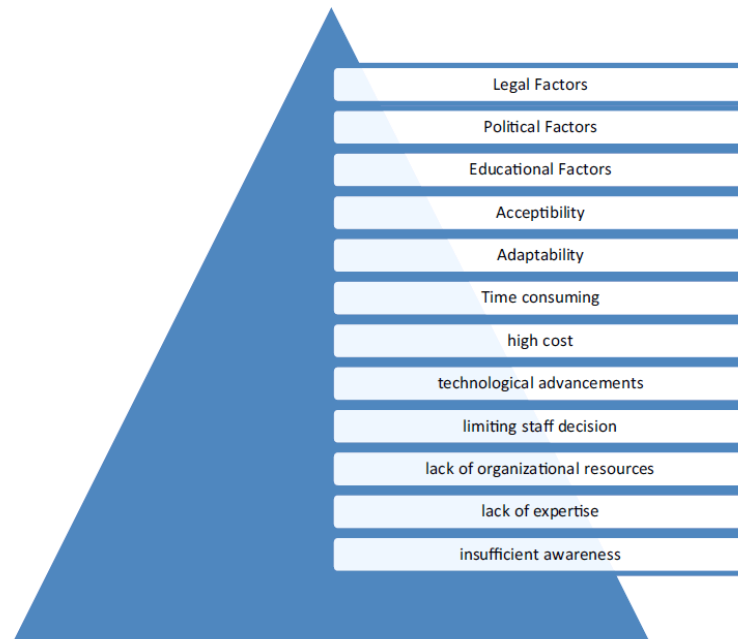 Legal Factors
Political Factors
Educational Factors
Acceptibility
Adaptability
Time consuming
high cost
technological advancements
limiting staff decision
lack of organizational resources
lack of expertise
insufficient awareness